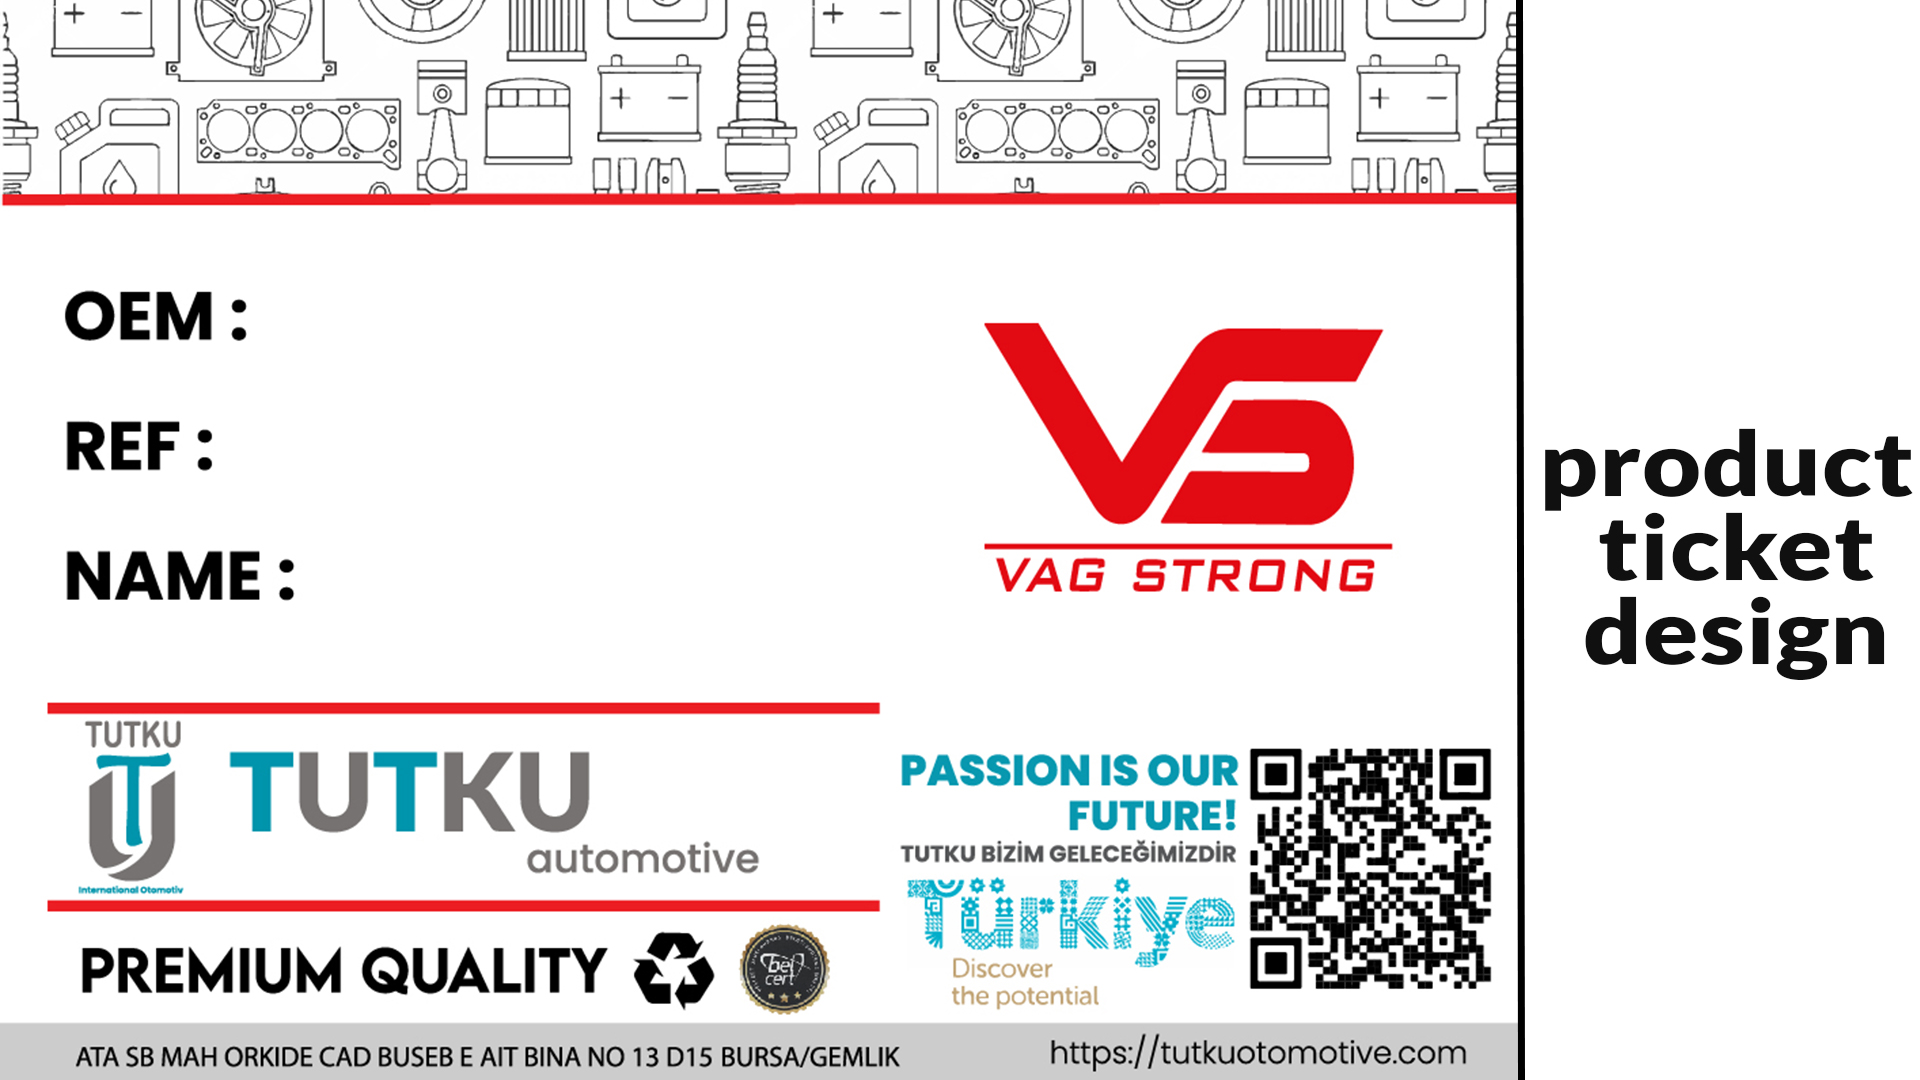 OEM :
REF :
NAME :
VAG STRONG
TUTKU
International Otomotiv
TUTKU
automotive
PASSION IS OUR
FUTURE!
TUTKU BİZİM GELECEĞİMİZDİR
Türkiye
Discover
the potential
PREMIUM QUALITY
bel
cert
ATA SB MAH ORKIDE CAD BUSEB E AIT BINA NO 13 D15 BURSA/GEMLIK
https://tutkuotomotive.com
product
ticket
design